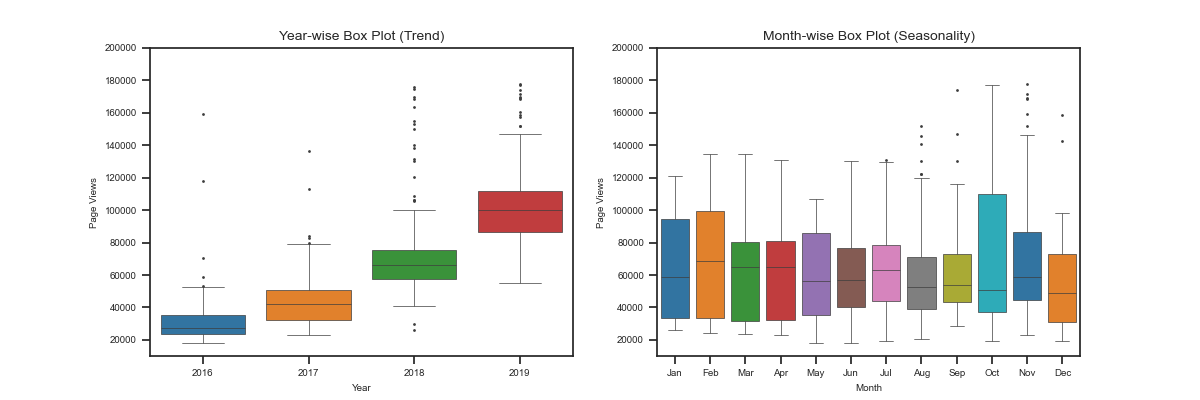 Year-wise Box Plot (Trend)
200000
180000
160000
140000
120000
100000
80000
60000
40000
20000
Page Views
2016 2017 2018 2019
Year
Month-wise Box Plot (Seasonality)
200000
180000
160000
140000
120000
100000
80000
60000
40000
20000
Page Views
Jan Feb Mar Apr May Jun Jul Aug Sep Oct Nov Dec
Month